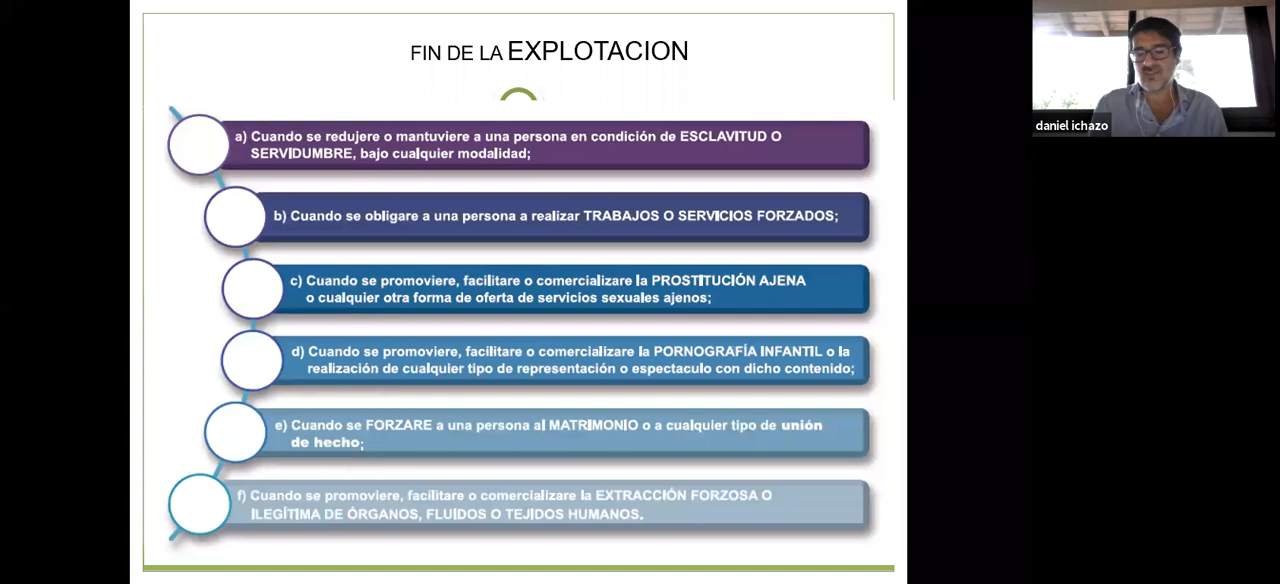 FIN DE LA EXPLOTACION
daniel ichazo
a) Cuando se redujere o mantuviere a una persona en condición de ESCLAVITUD O
SERVIDUMBRE, bajo cualquier modalidad;
b) Cuando se obligare a una persona a realizar TRABAJOS O SERVICIOS FORZADOS;
c) Cuando se promoviere, facilitare o comercializare la PROSTITUCIÓN AJENA
o cualquier otra forma de oferta de servicios sexuales ajenos;
d) Cuando se promoviere, facilitare o comercializare la PORNOGRAFÍA INFANTIL o la
realización de cualquier tipo de representación o espectaculo con dicho contenido;
e) Cuando se FORZARE a una persona al MATRIMONIO o a cualquier tipo de unión
de hecho;
f) Cuando se promoviere, facilitare o comercializare la EXTRACCIÓN FORZOSA O
ILEGÍTIMA DE ÓRGANOS, FLUIDOS O TEJIDOS HUMANOS.